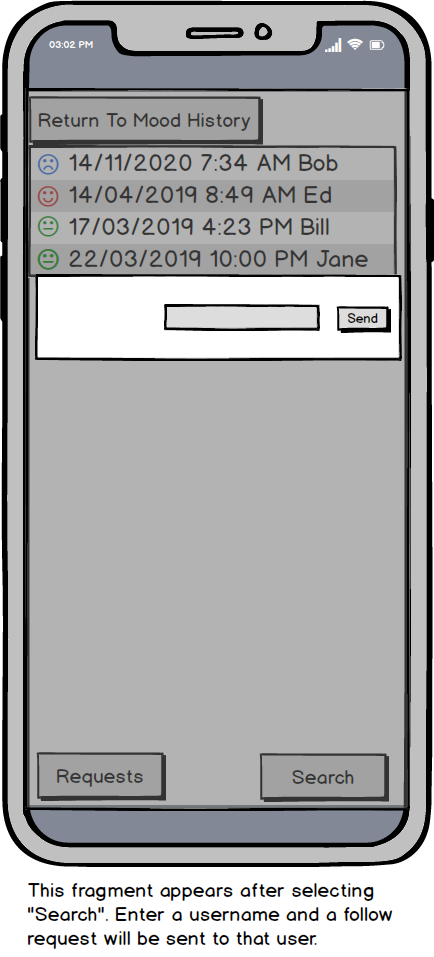 03:02 PM
Return To Mood History
14/11/2020 7:34 AM Bob
14/04/2019 8:49 AM Ed
17/03/2019 4:23 PM Bill
22/03/2019 10:00 PM Jane
Send
Requests
Search
This fragment appears after selecting
"Search". Enter a username and a follow
request will be sent to that user.